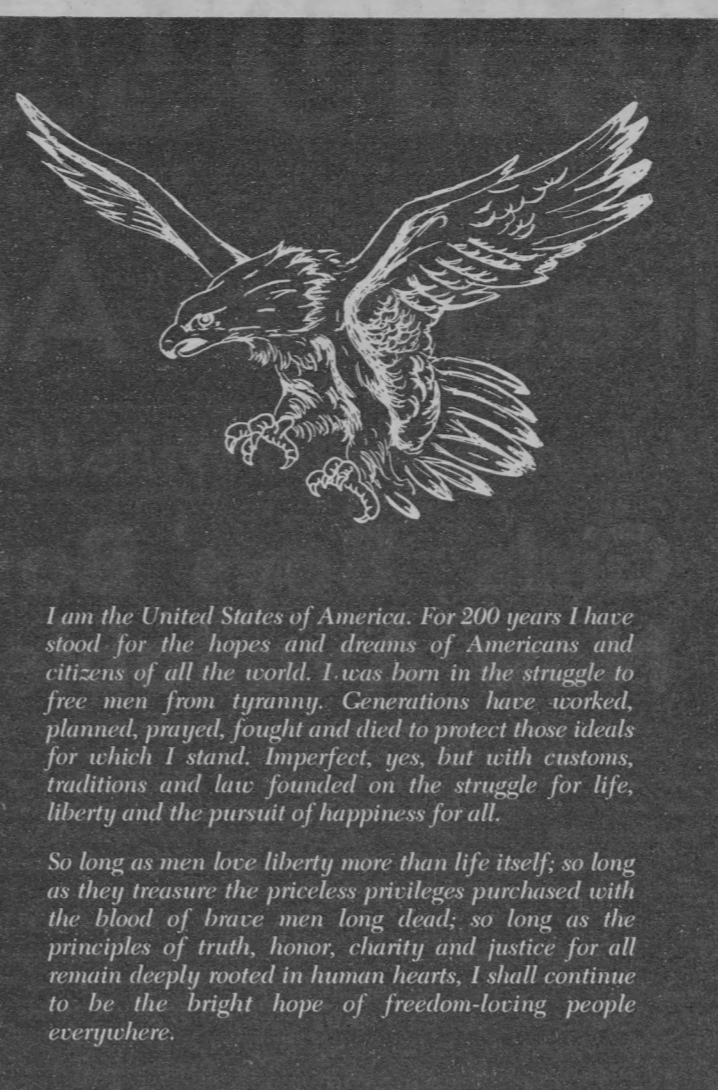 I am the United States of America. For 200 years I have
stood for the hopes and dreams of Americans and
citizens of all the world. I was born in the struggle to
free men from tyranny. Generations have worked,
planned, prayed, fought and died to protect those ideals
for which I stand. Imperfect, yes, but with customs,
traditions and law founded on the struggle for life,
liberty and the pursuit of happiness for all.
So long as men love liberty more than life itself; so long
as they treasure the priceless privileges purchased with
the blood of brave men long dead; so long as the
principles of truth, honor, charity and justice for all
remain deeply rooted in human hearts, I shall continue
to be the bright hope of freedom-loving people
everywhere.